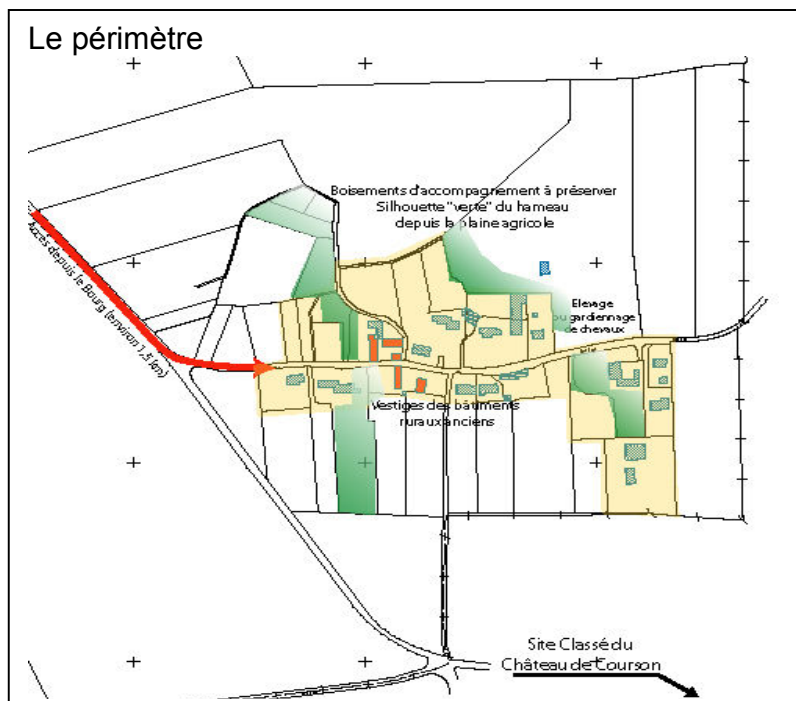 Le périmètre
Boisements d'accompagnement à préserver
Silhouette "verte" du hameau
depuis la plaine agricole
Accès depuis le Bourg (environ 1,5 km)
Elevage
ou gardiennage
de chevaux
Vestiges des bâtiments
ruraux anciens
Site Classé du
Château de Courson